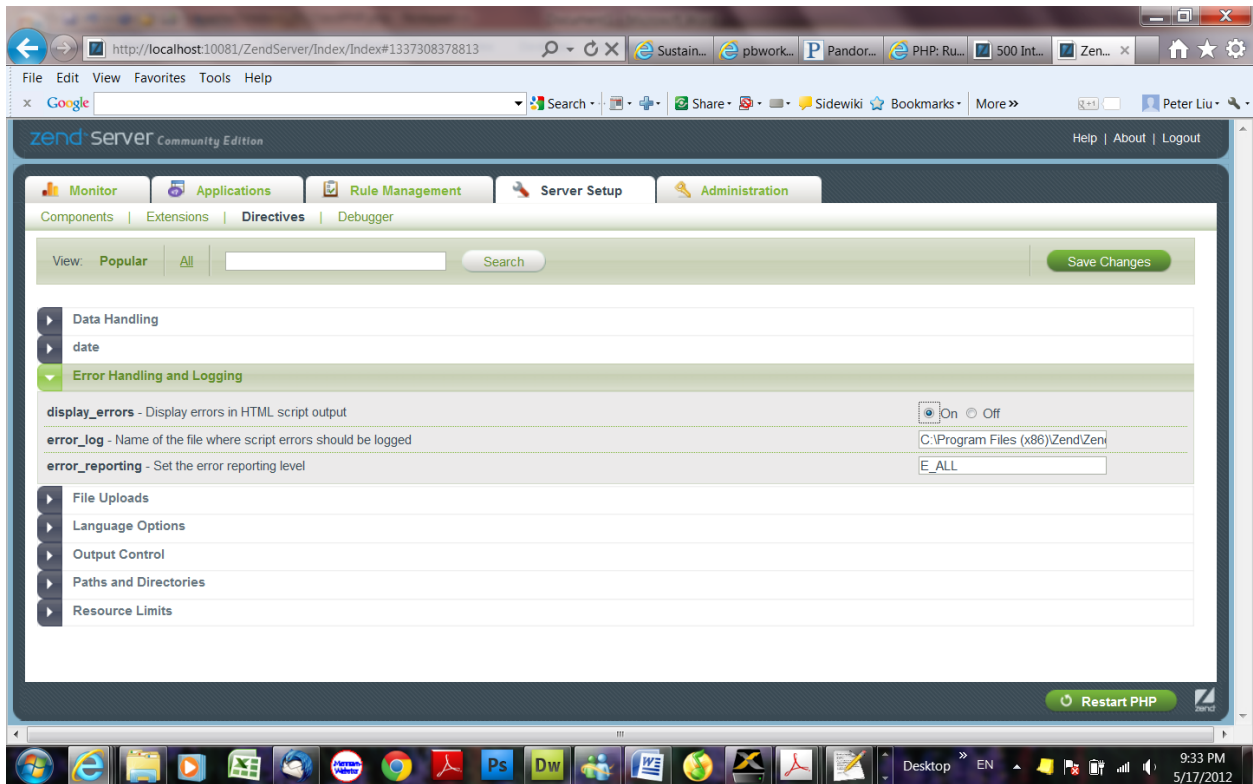 http://localhost:10081/ZendServer/Index/Index#1337308378813
Sustain... pbwork... Pandor... PHP: Ru... 500 Int... Zen...
File Edit View Favorites Tools Help
x Google Search Share Sidewiki Bookmarks More » Peter Liu
zend server Community Edition Help | About | Logout
Monitor Applications Rule Management Server Setup Administration
Components | Extensions | Directives | Debugger
View: Popular All Search Save Changes
Data Handling
date
Error Handling and Logging
display_errors - Display errors in HTML script output On Off
error_log - Name of the file where script errors should be logged C:\Program Files (x86)\Zend\Zen
error_reporting - Set the error reporting level E_ALL
File Uploads
Language Options
Output Control
Paths and Directories
Resource Limits
Restart PHP zend
Ps Dw Desktop » EN 9:33 PM
5/17/2012